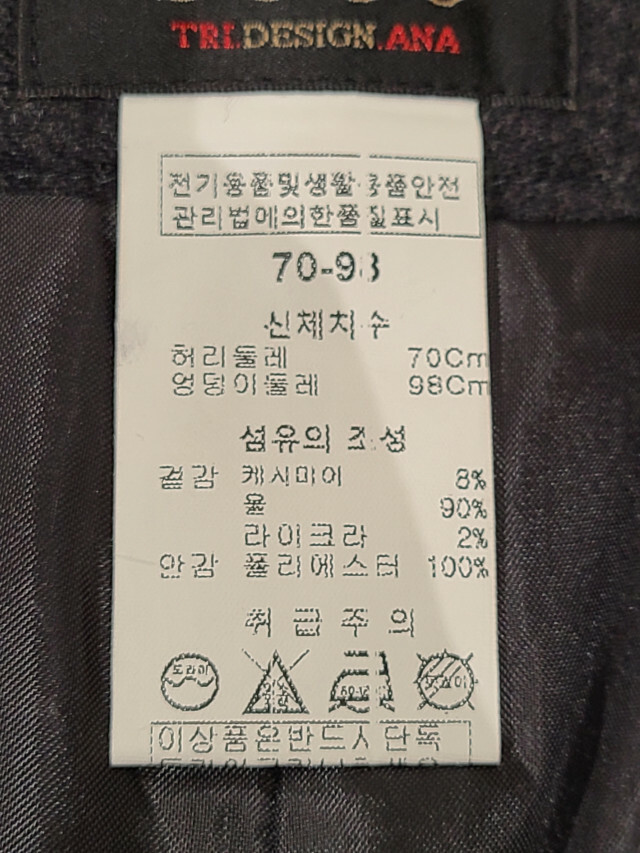 TRI.DESIGN.ANA
전기용품및생활용품안전
관리법에의한품질표시
70-98
신체치수
허리둘레 70Cm
엉덩이둘레 98Cm
섬유의 조성
겉감 캐시미어 8%
울 90%
라이크라 2%
안감 폴리에스터 100%
취급주의
드라이
이상품은반드시단독